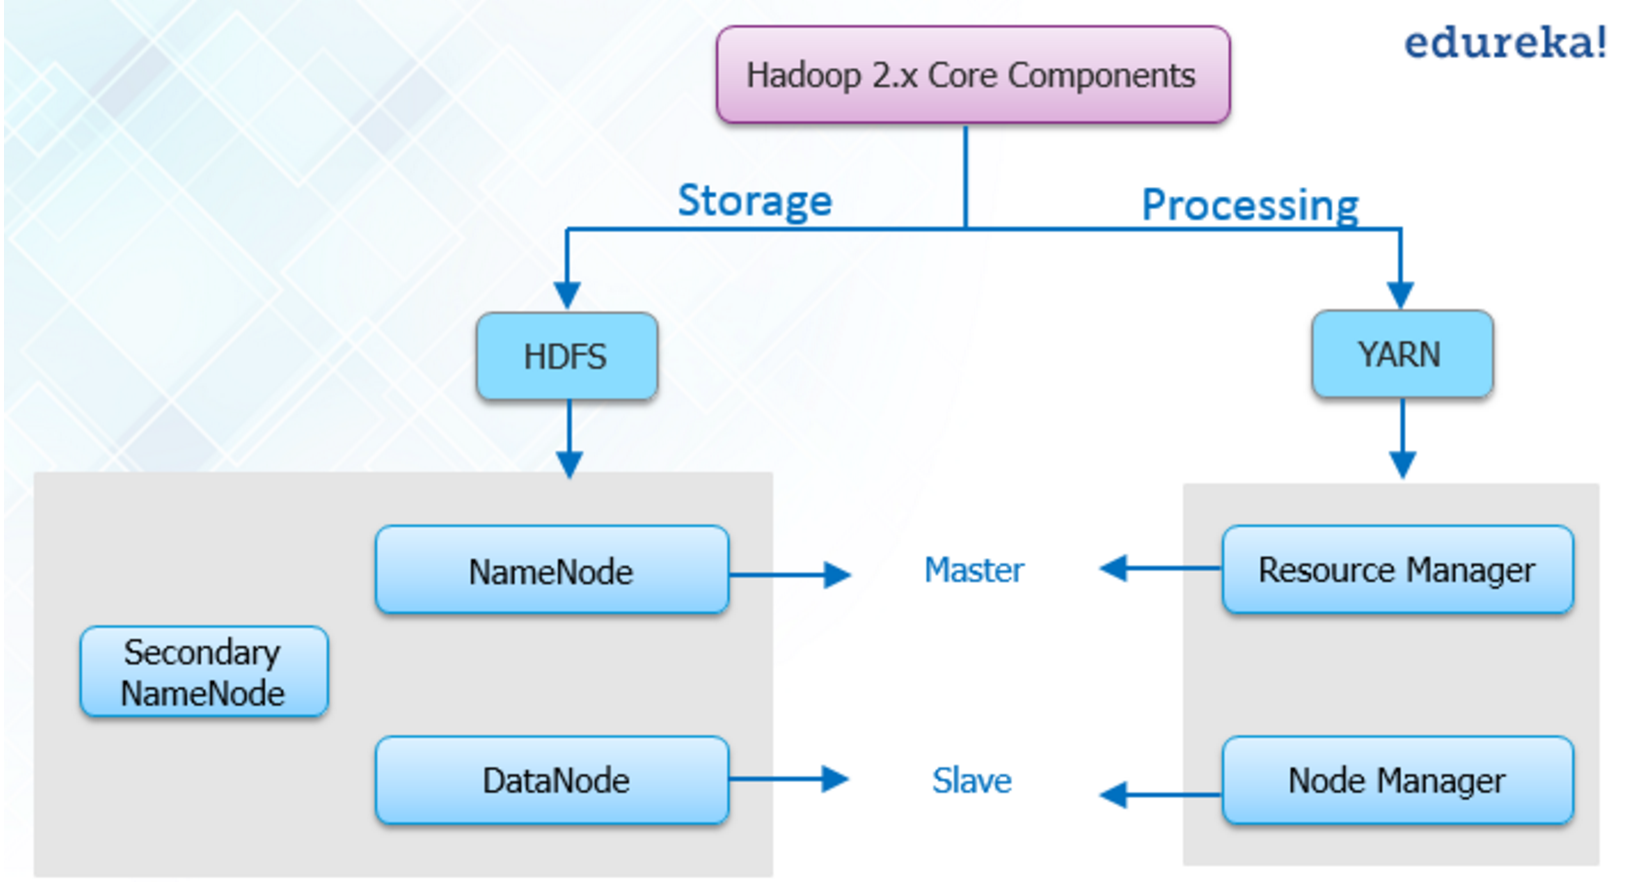 edureka!
Hadoop 2.x Core Components
Storage
Processing
HDFS
YARN
NameNode
Master
Resource Manager
Secondary
NameNode
DataNode
Slave
Node Manager